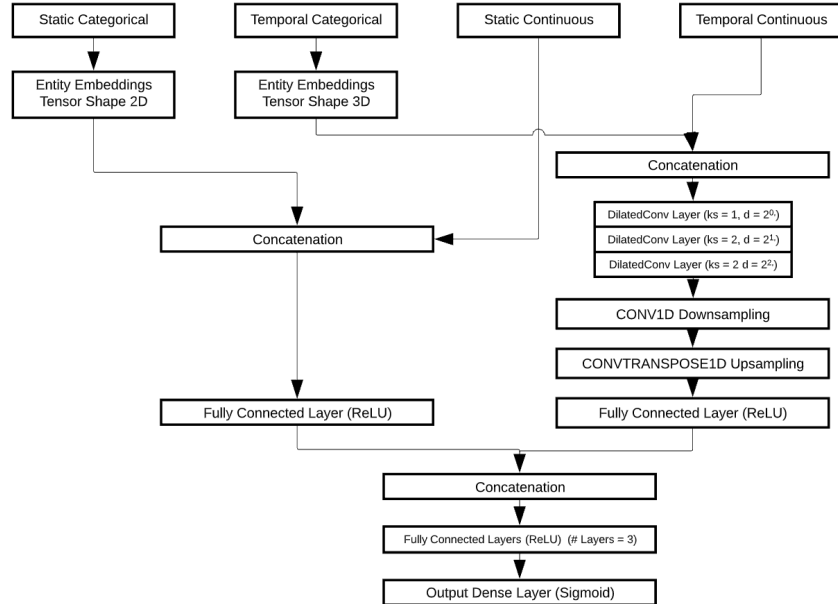 Static Categorical
Temporal Categorical
Static Continuous
Temporal Continuous
Entity Embeddings
Tensor Shape 2D
Entity Embeddings
Tensor Shape 3D
Concatenation
DilatedConv Layer (ks = 1, d = 2⁰·)
DilatedConv Layer (ks = 2, d = 2¹·)
DilatedConv Layer (ks = 2 d = 2²·)
Concatenation
CONV1D Downsampling
CONVTRANSPOSE1D Upsampling
Fully Connected Layer (ReLU)
Fully Connected Layer (ReLU)
Concatenation
Fully Connected Layers (ReLU) (# Layers = 3)
Output Dense Layer (Sigmoid)